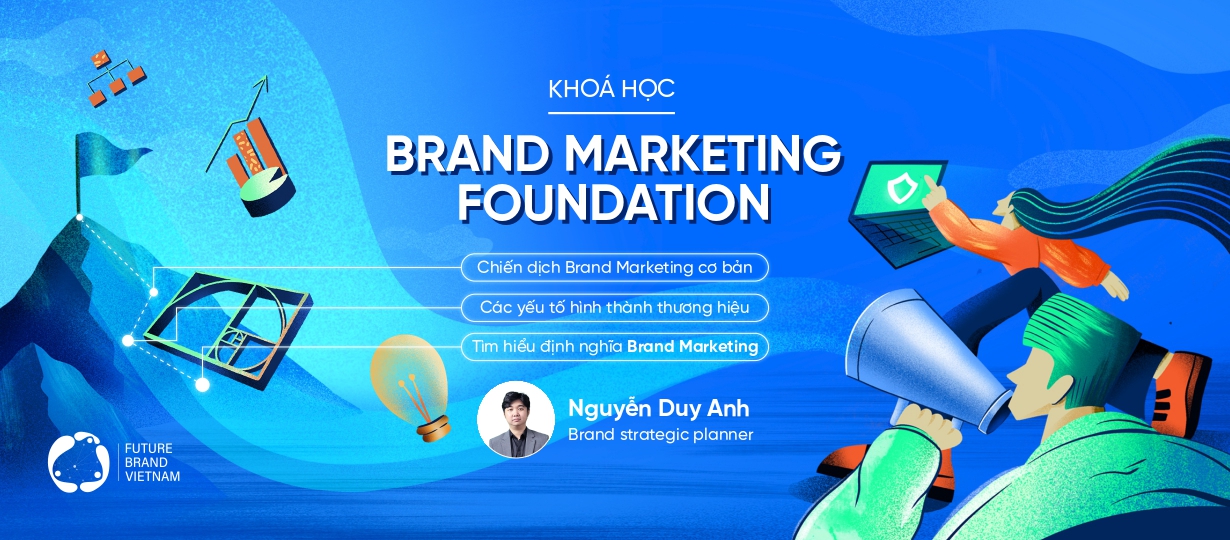 KHOÁ HỌC
BRAND MARKETING
FOUNDATION
Chiến dịch Brand Marketing cơ bản
Các yếu tố hình thành thương hiệu
Tìm hiểu định nghĩa Brand Marketing
Nguyễn Duy Anh
Brand strategic planner
FUTURE
BRAND
VIETNAM